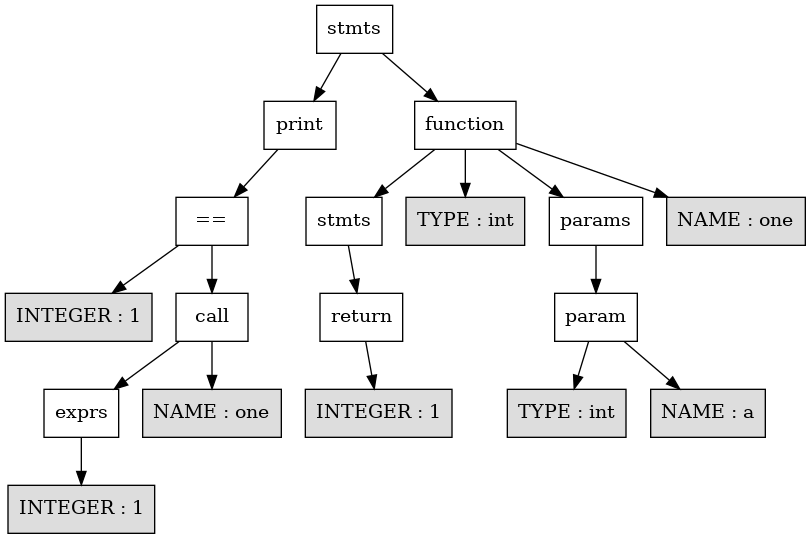 stmts
print
function
==
stmts
TYPE : int
params
NAME : one
INTEGER : 1
call
return
param
exprs
NAME : one
INTEGER : 1
TYPE : int
NAME : a
INTEGER : 1